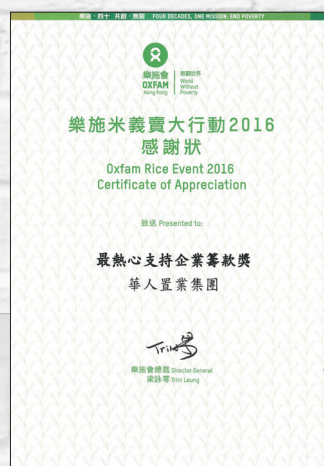 樂施・四十 共創・無窮 FOUR DECADES, ONE MISSION: END POVERTY
樂施會
OXFAM
Hong Kong
無窮世界
World
Without
Poverty
樂施米義賣大行動2016
感謝狀
Oxfam Rice Event 2016
Certificate of Appreciation
致送 Presented to:
最熱心支持企業籌款獎
華人置業集團
樂施會總裁 Director General
梁詠雩 Trini Leung